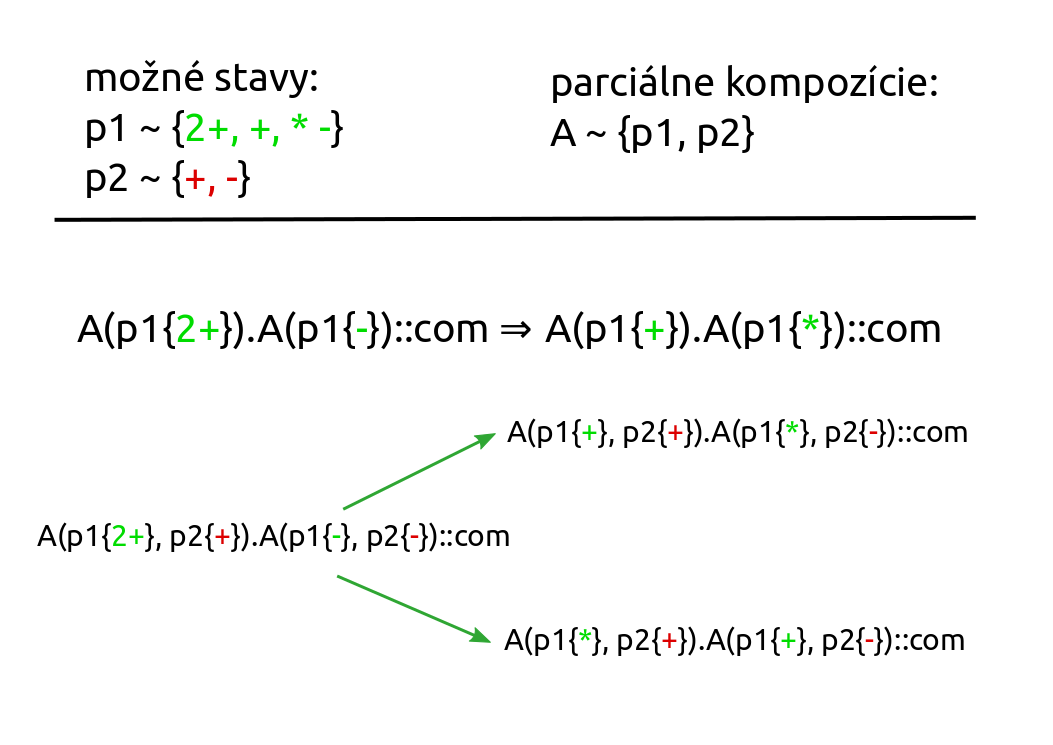 možné stavy:
p1 ~ {2+, +, * -}
p2 ~ {+, -}
parciálne kompozície:
A ~ {p1, p2}
A(p1{2+}).A(p1{-})::com ⇒ A(p1{+}).A(p1{*})::com
A(p1{+}, p2{+}).A(p1{*}, p2{-})::com
A(p1{2+}, p2{+}).A(p1{-}, p2{-})::com
A(p1{*}, p2{+}).A(p1{+}, p2{-})::com